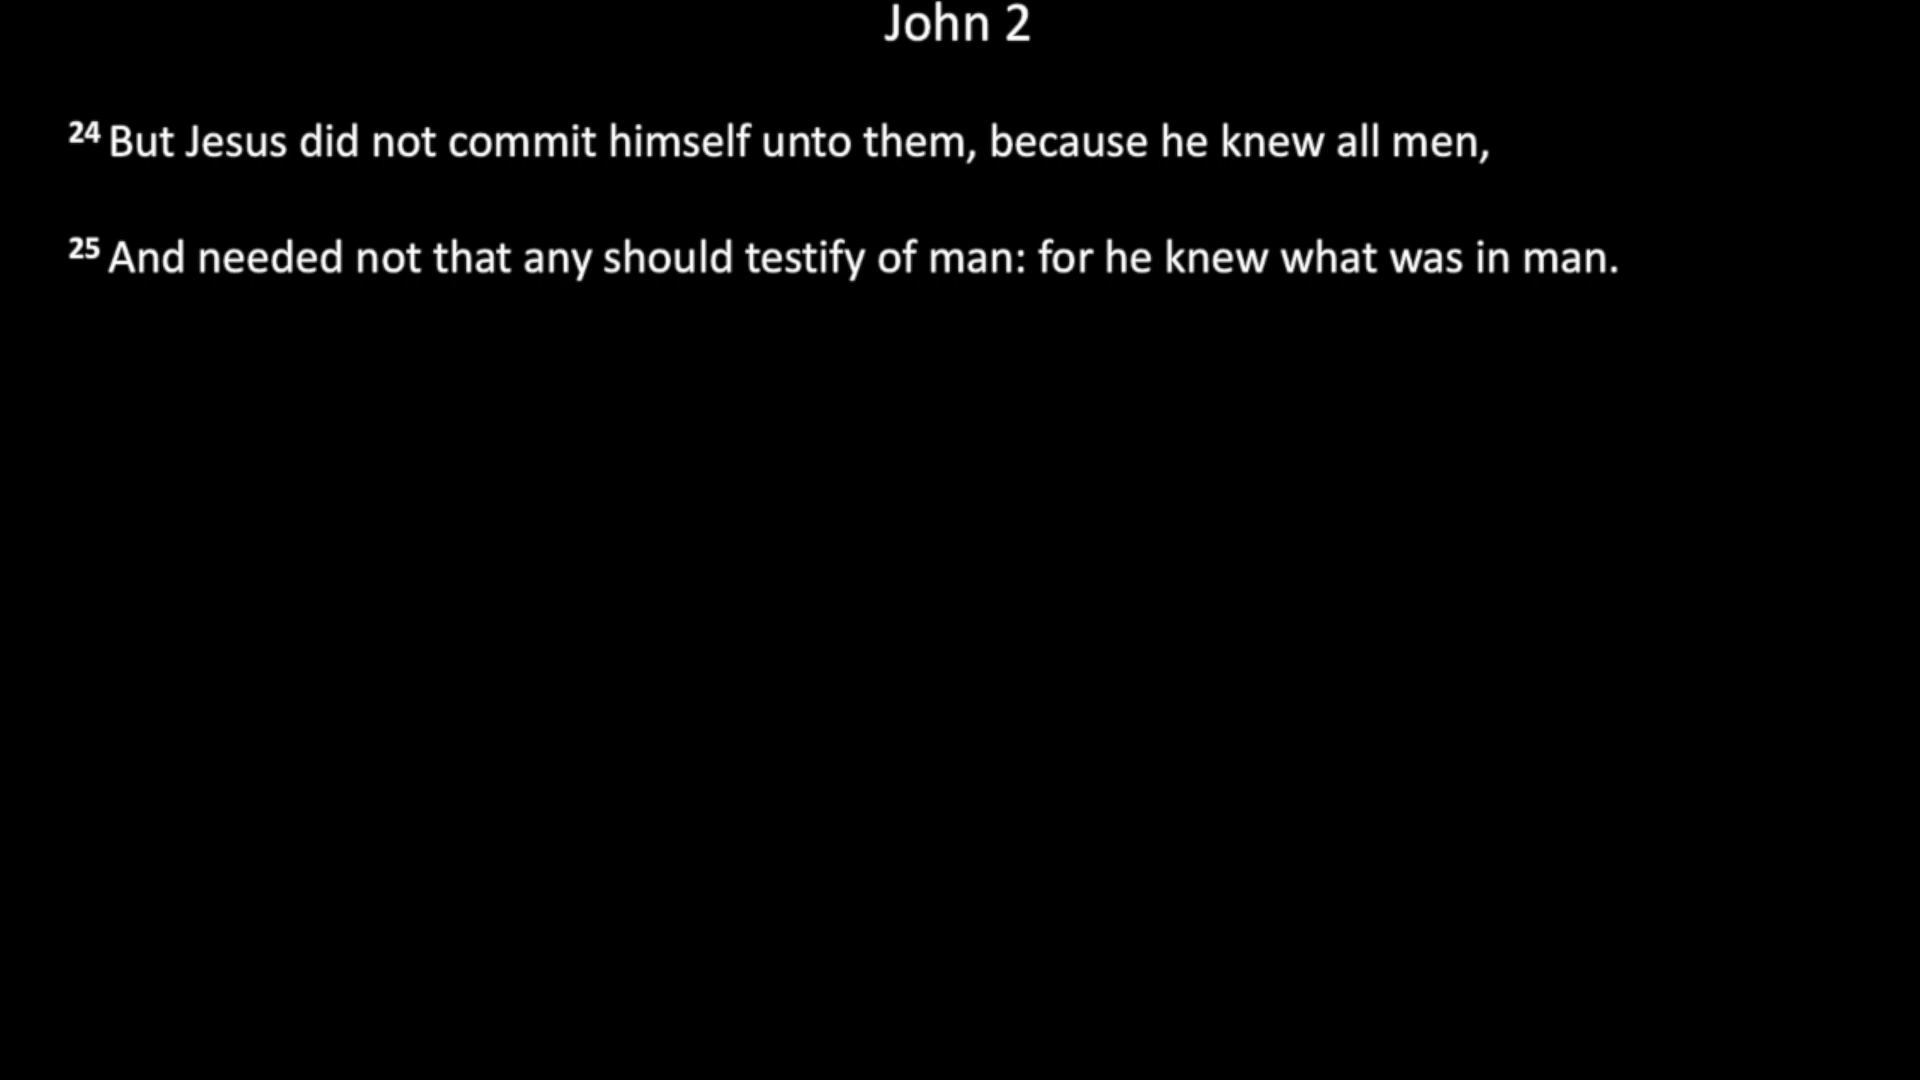 John 2
24 But Jesus did not commit himself unto them, because he knew all men,
25 And needed not that any should testify of man: for he knew what was in man.